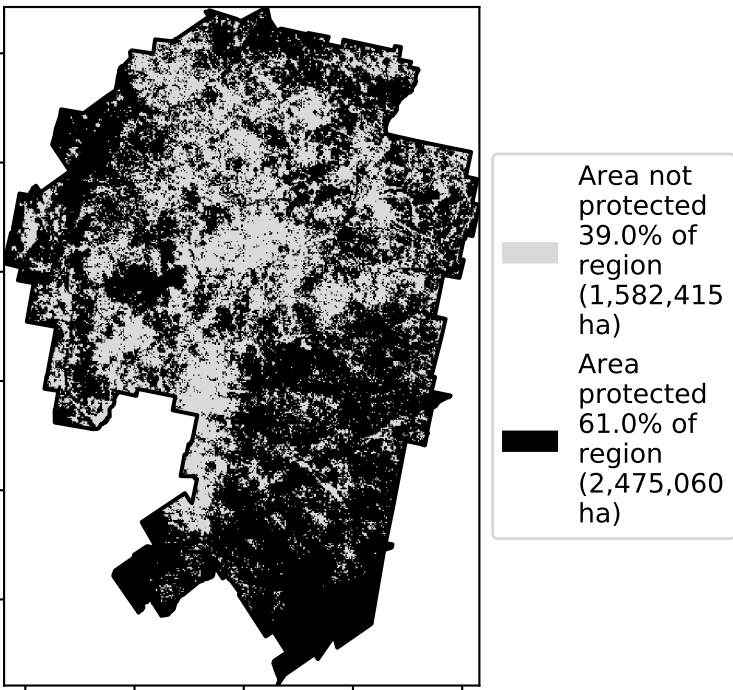 Area not
protected
39.0% of
region
(1,582,415
ha)
Area
protected
61.0% of
region
(2,475,060
ha)